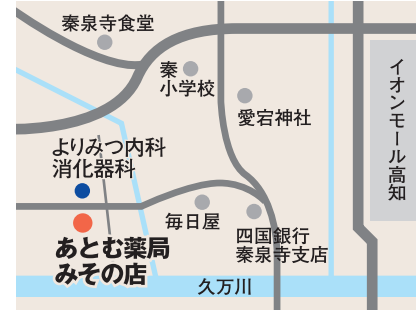 秦泉寺食堂
秦
小学校
愛宕神社
イオンモール高知
よりみつ内科
消化器科
毎日屋
四国銀行
秦泉寺支店
あとむ薬局
みその店
久万川